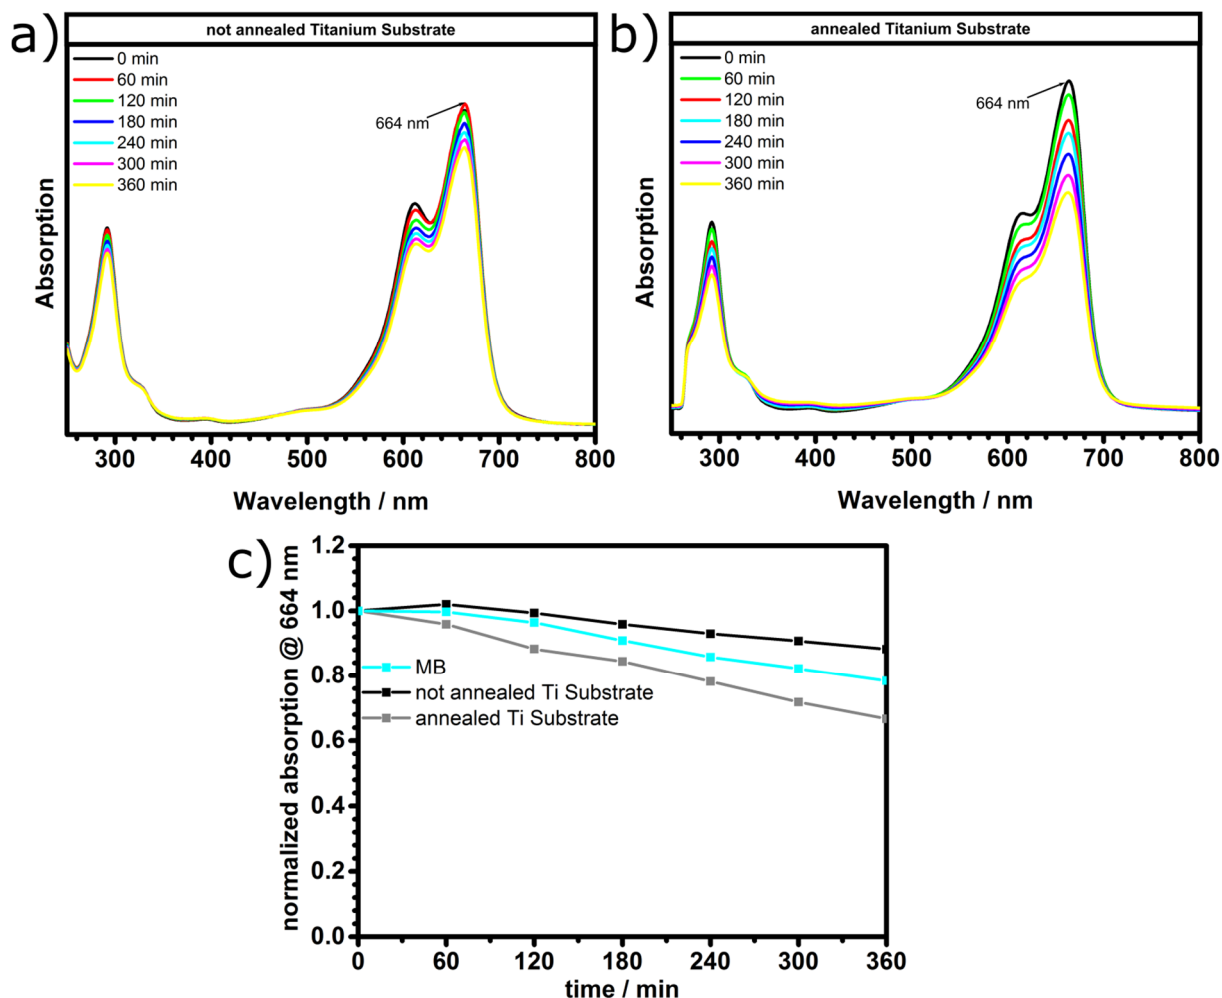 a)
not annealed Titanium Substrate
0 min
60 min
120 min
180 min
240 min
300 min
360 min
664 nm
Absorption
300 400 500 600 700 800
Wavelength / nm
b)
annealed Titanium Substrate
0 min
60 min
120 min
180 min
240 min
300 min
360 min
664 nm
Absorption
300 400 500 600 700 800
Wavelength / nm
c)
normalized absorption @ 664 nm
1.2
1.0
0.8
0.6
0.4
0.2
0.0
MB
not annealed Ti Substrate
annealed Ti Substrate
0 60 120 180 240 300 360
time / min